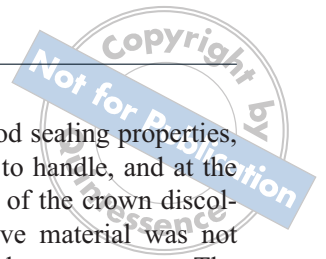 Copyright
by
Not for Publication
Quintessence
od sealing properties,
to handle, and at the
of the crown discol-
ve material was not